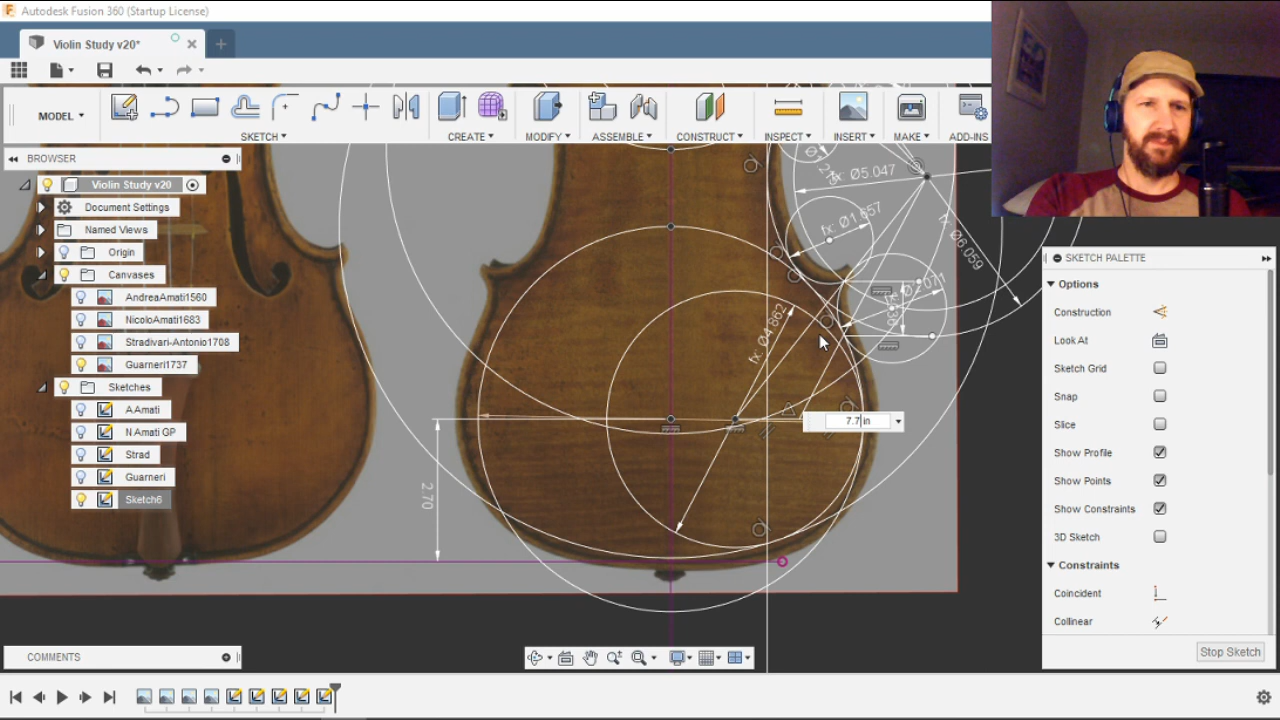 Autodesk Fusion 360 (Startup License)
Violin Study v20*
MODEL
SKETCH
CREATE
MODIFY
ASSEMBLE
CONSTRUCT
INSPECT
INSERT
MAKE
ADD-INS
BROWSER
Violin Study v20
Document Settings
Named Views
Origin
Canvases
AndreaAmati1560
NicoloAmati1683
Stradivari-Antonio1708
Guarneri1737
Sketches
A Amati
N Amati GP
Strad
Guarneri
Sketch6
fx: Ø5.047
fx: Ø1.657
Ø6.059
fx: Ø4.862
7.7 in
2.70
SKETCH PALETTE
Options
Construction
Look At
Sketch Grid
Snap
Slice
Show Profile
Show Points
Show Constraints
3D Sketch
Constraints
Coincident
Collinear
Stop Sketch
COMMENTS